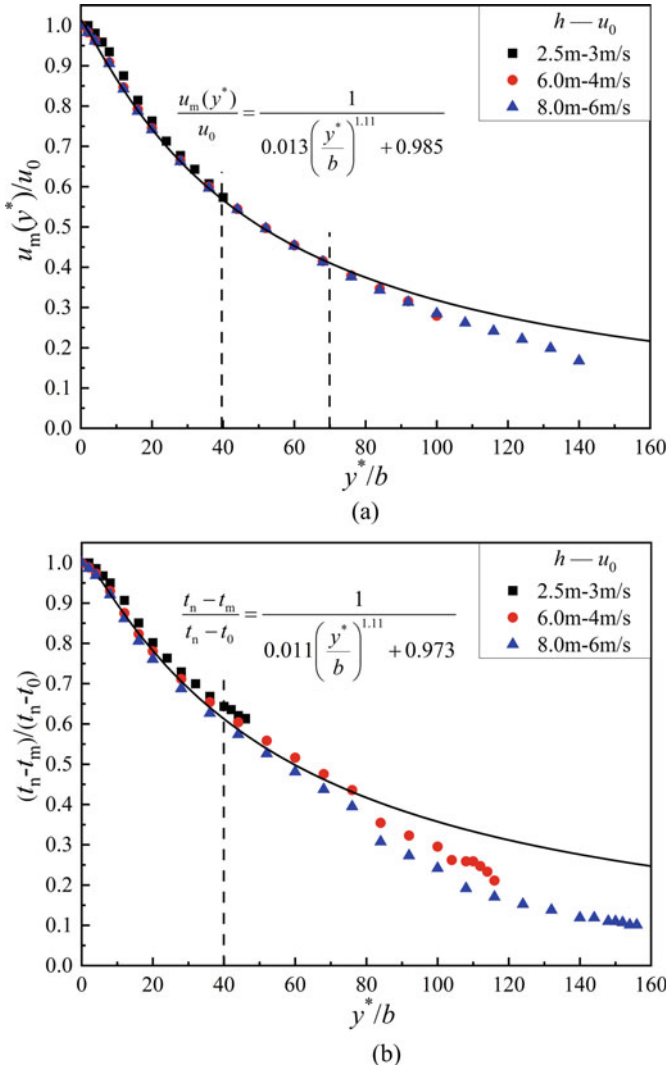 h — u₀
2.5m-3m/s
6.0m-4m/s
8.0m-6m/s
uₘ(y*)/u₀ = 1/(0.013(y*/b)^1.11 + 0.985)
uₘ(y*)/u₀
1.0
0.9
0.8
0.7
0.6
0.5
0.4
0.3
0.2
0.1
0.0
0 20 40 60 80 100 120 140 160
y*/b
(a)
h — u₀
2.5m-3m/s
6.0m-4m/s
8.0m-6m/s
(tₙ − tₘ)/(tₙ − t₀) = 1/(0.011(y*/b)^1.11 + 0.973)
(tₙ-tₘ)/(tₙ-t₀)
1.0
0.9
0.8
0.7
0.6
0.5
0.4
0.3
0.2
0.1
0.0
0 20 40 60 80 100 120 140 160
y*/b
(b)